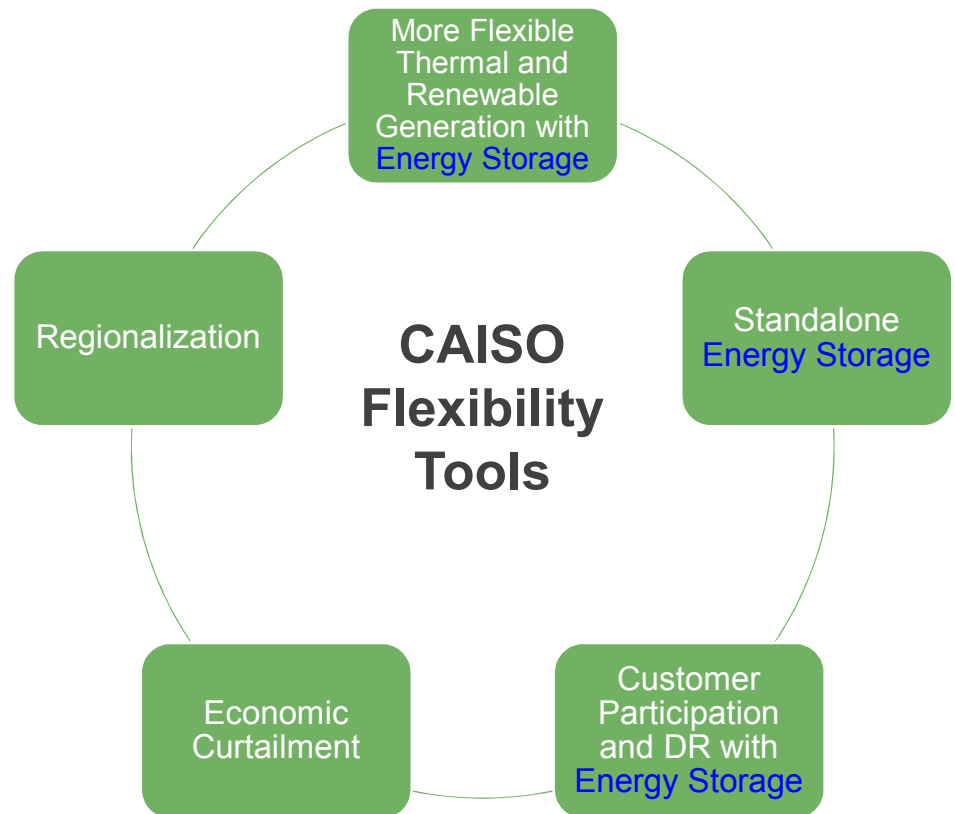 More Flexible
Thermal and
Renewable
Generation with
Energy Storage
Regionalization
CAISO
Flexibility
Tools
Standalone
Energy Storage
Economic
Curtailment
Customer
Participation
and DR with
Energy Storage